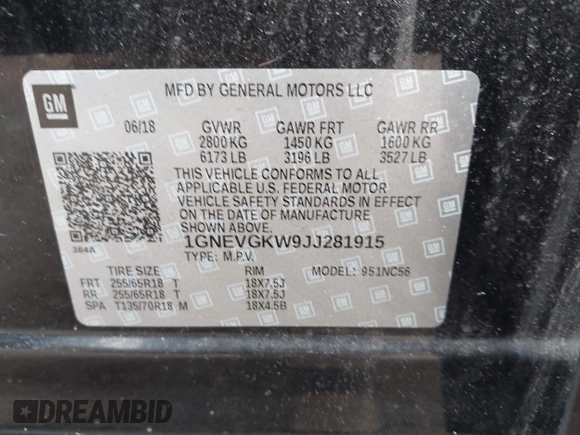 GM
MFD BY GENERAL MOTORS LLC
06/18 GVWR GAWR FRT GAWR RR
2800 KG 1450 KG 1600 KG
6173 LB 3196 LB 3527 LB
THIS VEHICLE CONFORMS TO ALL
APPLICABLE U.S. FEDERAL MOTOR
VEHICLE SAFETY STANDARDS IN EFFECT
ON THE DATE OF MANUFACTURE
SHOWN ABOVE.
384A
1GNEVGKW9JJ281915
TYPE: M.P.V. MODEL: 951NC56
TIRE SIZE RIM
FRT 255/65R18 T 18X7.5J
RR 255/65R18 T 18X7.5J
SPA T135/70R18 M 18X4.5B
DREAMBID